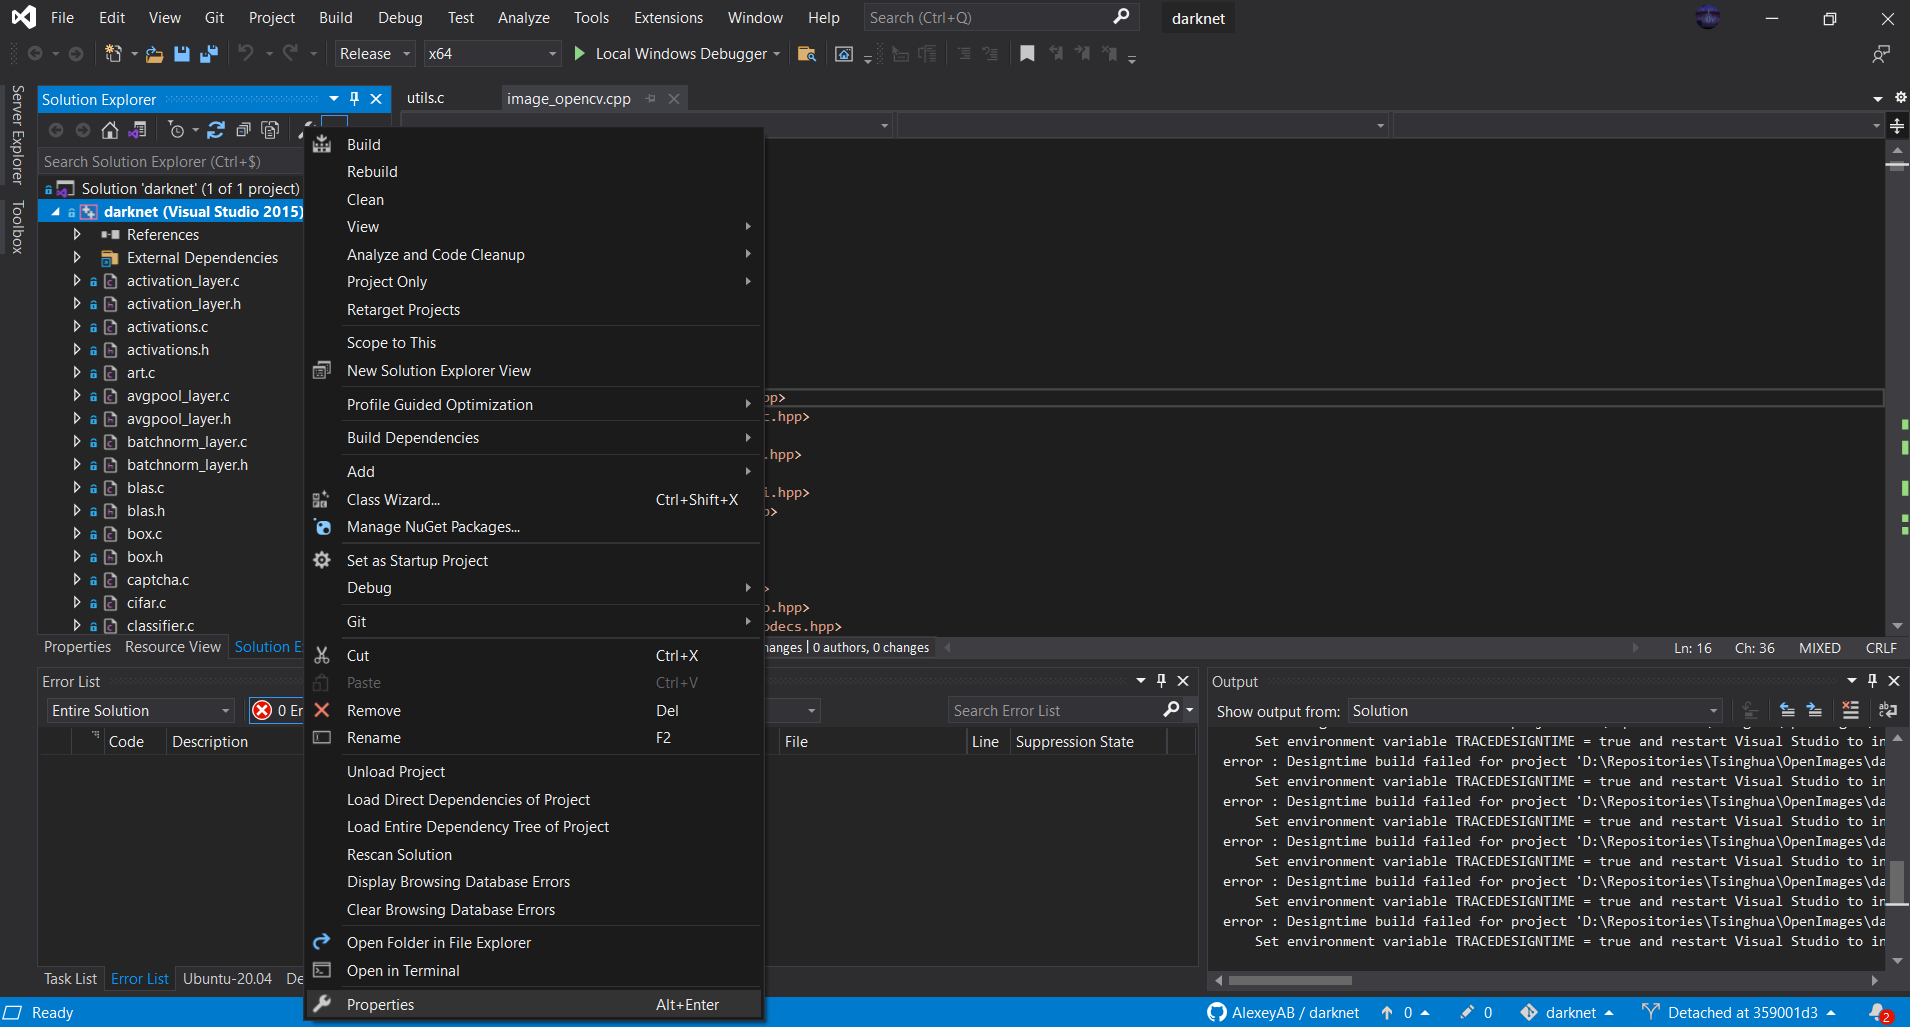 File Edit View Git Project Build Debug Test Analyze Tools Extensions Window Help Search (Ctrl+Q) darknet
Release x64 Local Windows Debugger
Server Explorer
Toolbox
Solution Explorer
utils.c image_opencv.cpp
Search Solution Explorer (Ctrl+$)
Solution 'darknet' (1 of 1 project)
darknet (Visual Studio 2015)
References
External Dependencies
activation_layer.c
activation_layer.h
activations.c
activations.h
art.c
avgpool_layer.c
avgpool_layer.h
batchnorm_layer.c
batchnorm_layer.h
blas.c
blas.h
box.c
box.h
captcha.c
cifar.c
classifier.c
Properties Resource View Solution E
Build
Rebuild
Clean
View
Analyze and Code Cleanup
Project Only
Retarget Projects
Scope to This
New Solution Explorer View
Profile Guided Optimization
Build Dependencies
Add
Class Wizard... Ctrl+Shift+X
Manage NuGet Packages...
Set as Startup Project
Debug
Git
Cut Ctrl+X
Paste Ctrl+V
Remove Del
Rename F2
Unload Project
Load Direct Dependencies of Project
Load Entire Dependency Tree of Project
Rescan Solution
Display Browsing Database Errors
Clear Browsing Database Errors
Open Folder in File Explorer
Open in Terminal
Properties Alt+Enter
pp>
c.hpp>
.hpp>
i.hpp>
p>
>
o.hpp>
odecs.hpp>
hanges | 0 authors, 0 changes
Ln: 16 Ch: 36 MIXED CRLF
Error List
Entire Solution 0 Er Search Error List
Code Description File Line Suppression State
Task List Error List Ubuntu-20.04 De
Output
Show output from: Solution
Set environment variable TRACEDESIGNTIME = true and restart Visual Studio to in
error : Designtime build failed for project 'D:\Repositories\Tsinghua\OpenImages\da
Set environment variable TRACEDESIGNTIME = true and restart Visual Studio to in
error : Designtime build failed for project 'D:\Repositories\Tsinghua\OpenImages\da
Set environment variable TRACEDESIGNTIME = true and restart Visual Studio to in
error : Designtime build failed for project 'D:\Repositories\Tsinghua\OpenImages\da
Set environment variable TRACEDESIGNTIME = true and restart Visual Studio to in
error : Designtime build failed for project 'D:\Repositories\Tsinghua\OpenImages\da
Set environment variable TRACEDESIGNTIME = true and restart Visual Studio to in
error : Designtime build failed for project 'D:\Repositories\Tsinghua\OpenImages\da
Set environment variable TRACEDESIGNTIME = true and restart Visual Studio to in
Ready AlexeyAB / darknet 0 0 darknet Detached at 359001d3 2